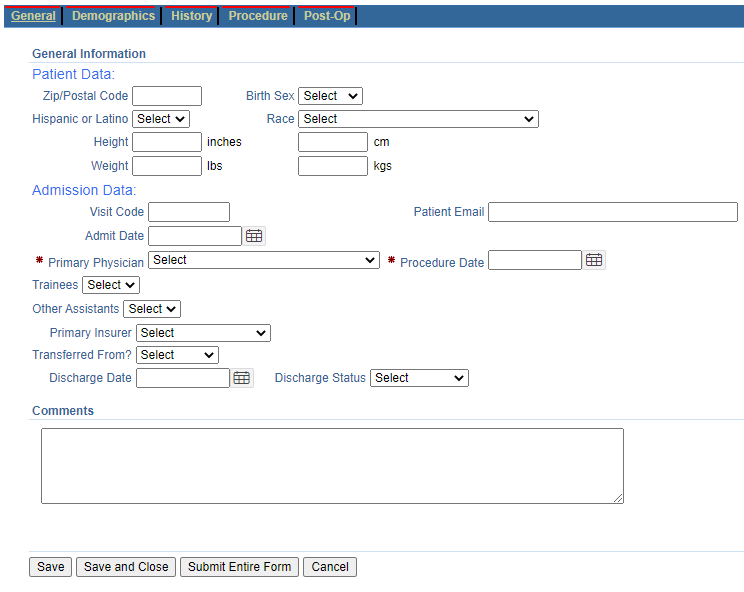 General Demographics History Procedure Post-Op
General Information
Patient Data:
Zip/Postal Code Birth Sex Select
Hispanic or Latino Select Race Select
Height inches cm
Weight lbs kgs
Admission Data:
Visit Code Patient Email
Admit Date
* Primary Physician Select * Procedure Date
Trainees Select
Other Assistants Select
Primary Insurer Select
Transferred From? Select
Discharge Date Discharge Status Select
Comments
Save Save and Close Submit Entire Form Cancel